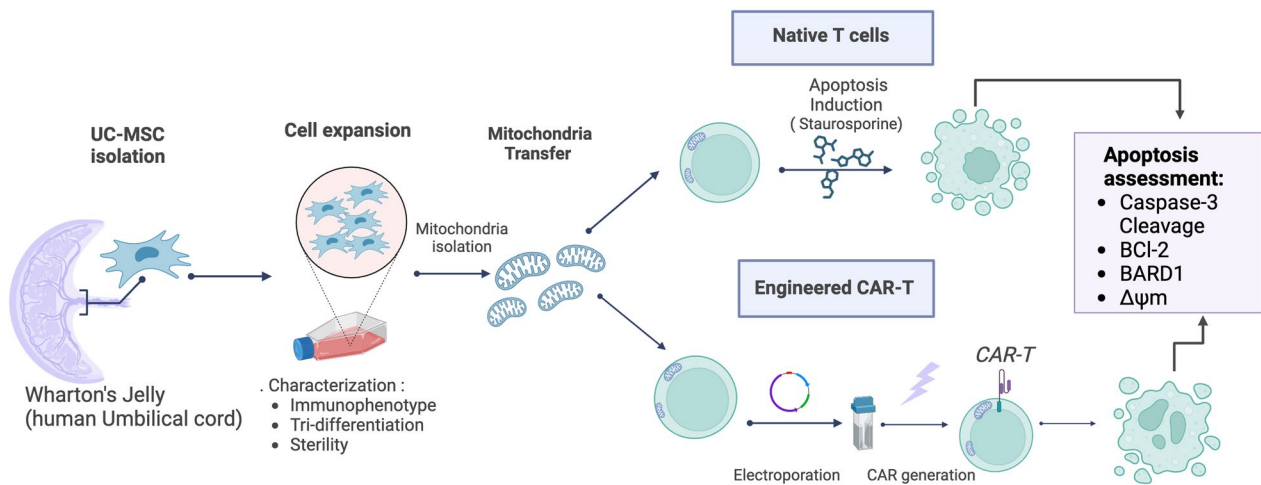 UC-MSC
isolation
Wharton's Jelly
(human Umbilical cord)
Cell expansion
. Characterization :
• Immunophenotype
• Tri-differentiation
• Sterility
Mitochondria
isolation
Mitochondria
Transfer
Native T cells
Apoptosis
Induction
( Staurosporine)
Engineered CAR-T
Electroporation
CAR generation
CAR-T
Apoptosis
assessment:
• Caspase-3
Cleavage
• BCl-2
• BARD1
• Δψm